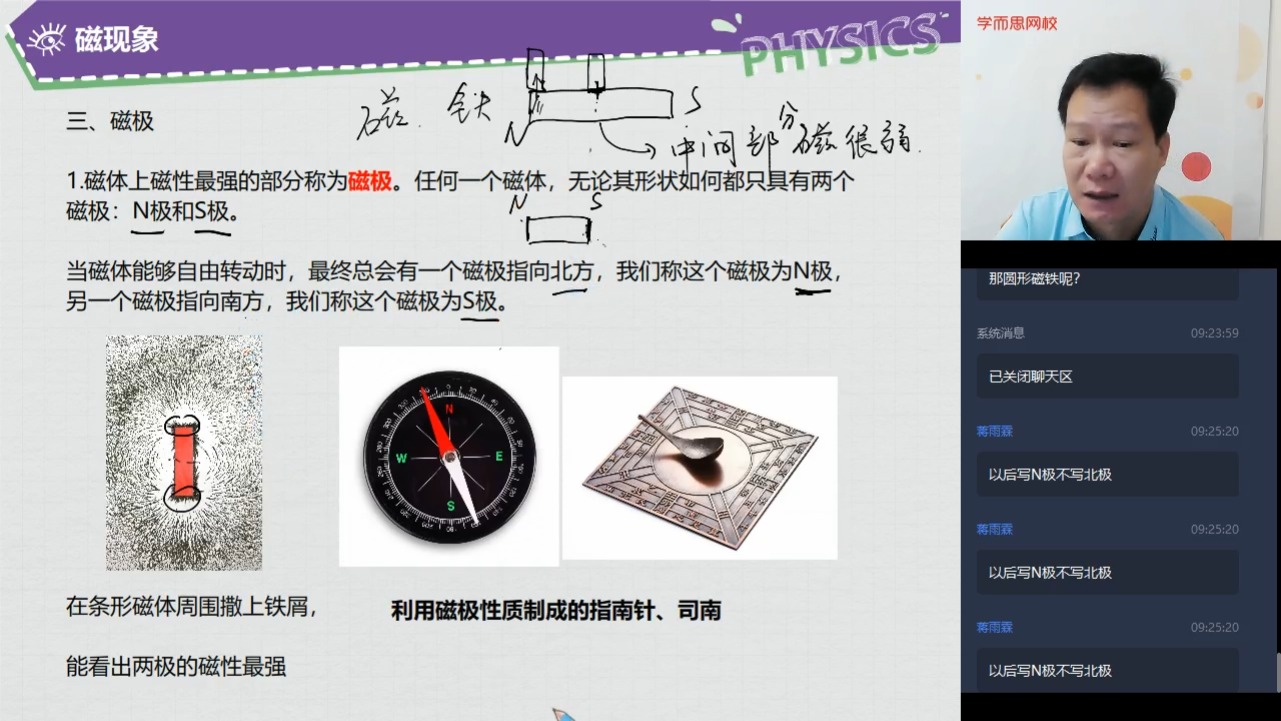 磁现象
PHYSICS
三、磁极
磁 铁
N
S
中间部分磁很弱.
1.磁体上磁性最强的部分称为磁极。任何一个磁体，无论其形状如何都只具有两个
磁极：N极和S极。
N S
当磁体能够自由转动时，最终总会有一个磁极指向北方，我们称这个磁极为N极，
另一个磁极指向南方，我们称这个磁极为S极。
N
W E
S
在条形磁体周围撒上铁屑，
能看出两极的磁性最强
利用磁极性质制成的指南针、司南
学而思网校
那圆形磁铁呢?
系统消息 09:23:59
已关闭聊天区
蒋雨霖 09:25:20
以后写N极不写北极
蒋雨霖 09:25:20
以后写N极不写北极
蒋雨霖 09:25:20
以后写N极不写北极